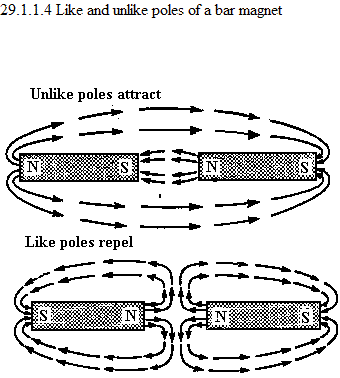 29.1.1.4 Like and unlike poles of a bar magnet
Unlike poles attract
N S N S
Like poles repel
S N N S